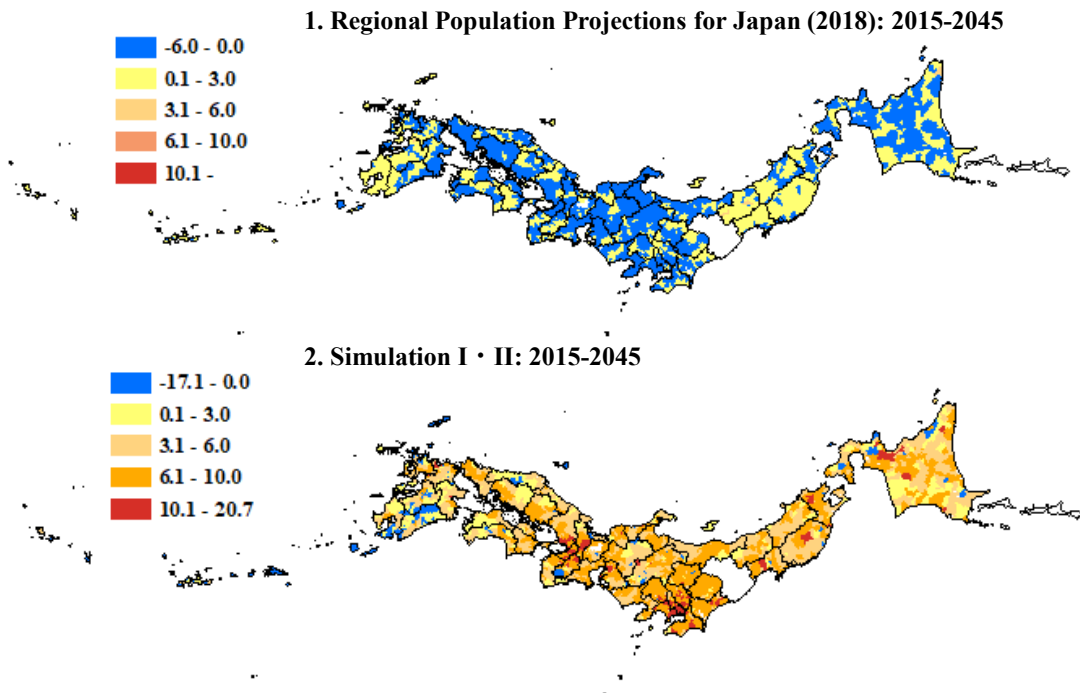 1. Regional Population Projections for Japan (2018): 2015-2045
-6.0 - 0.0
0.1 - 3.0
3.1 - 6.0
6.1 - 10.0
10.1 -
2. Simulation I・II: 2015-2045
-17.1 - 0.0
0.1 - 3.0
3.1 - 6.0
6.1 - 10.0
10.1 - 20.7